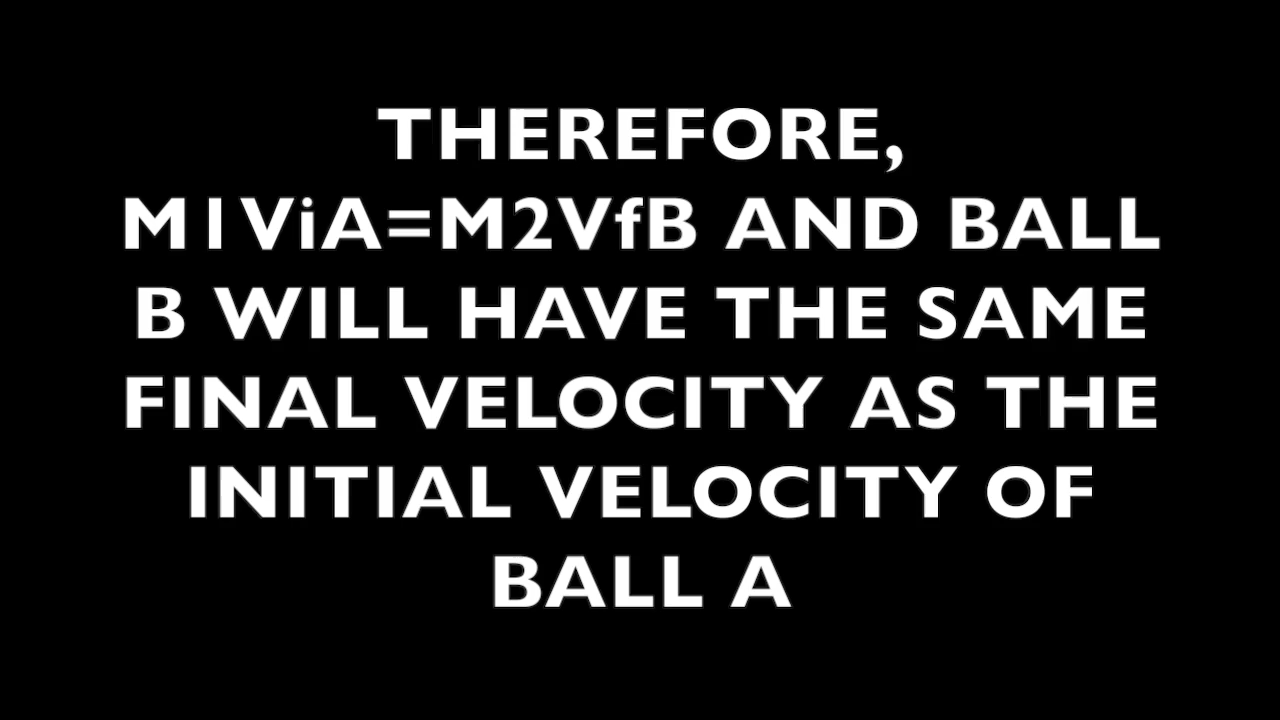 THEREFORE,
M1ViA=M2VfB AND BALL
B WILL HAVE THE SAME
FINAL VELOCITY AS THE
INITIAL VELOCITY OF
BALL A